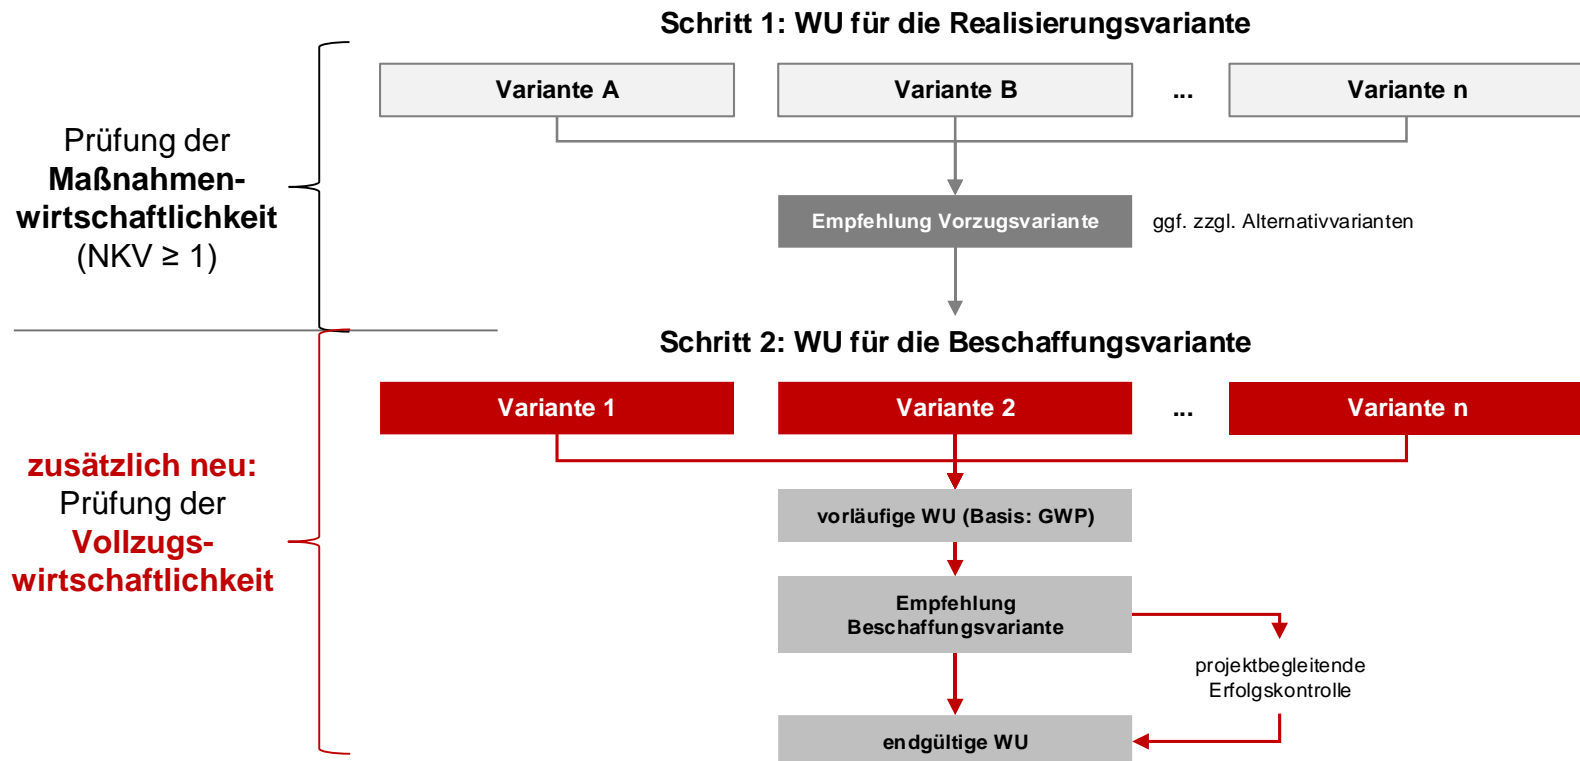 Schritt 1: WU für die Realisierungsvariante
Variante A
Variante B
...
Variante n
Prüfung der
Maßnahmen-
wirtschaftlichkeit
(NKV ≥ 1)
Empfehlung Vorzugsvariante
ggf. zzgl. Alternativvarianten
Schritt 2: WU für die Beschaffungsvariante
Variante 1
Variante 2
...
Variante n
zusätzlich neu:
Prüfung der
Vollzugs-
wirtschaftlichkeit
vorläufige WU (Basis: GWP)
Empfehlung
Beschaffungsvariante
projektbegleitende
Erfolgskontrolle
endgültige WU